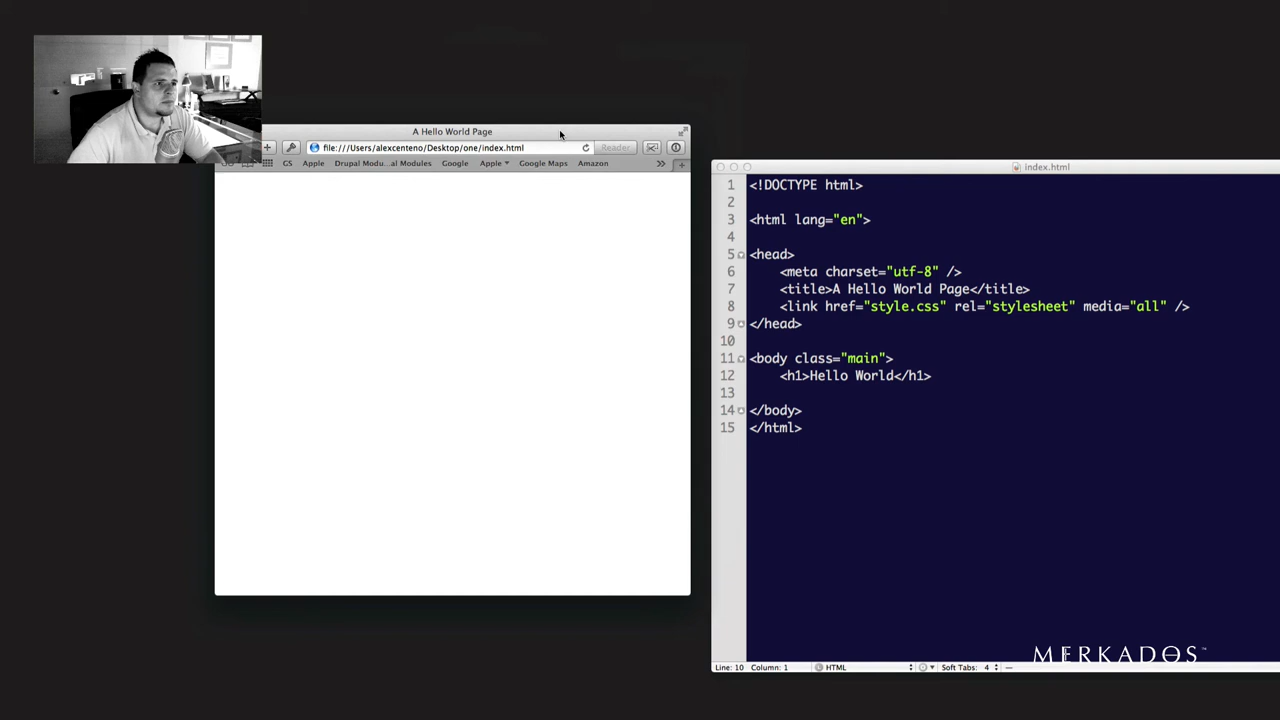 A Hello World Page
file:///Users/alexcenteno/Desktop/one/index.html
Reader
GS Apple Drupal Modu...al Modules Google Apple Google Maps Amazon
index.html
1 <!DOCTYPE html>
2
3 <html lang="en">
4
5 <head>
6 <meta charset="utf-8" />
7 <title>A Hello World Page</title>
8 <link href="style.css" rel="stylesheet" media="all" />
9 </head>
10
11 <body class="main">
12 <h1>Hello World</h1>
13
14 </body>
15 </html>
MERKADOS™
Line: 10 Column: 1 HTML Soft Tabs: 4 —